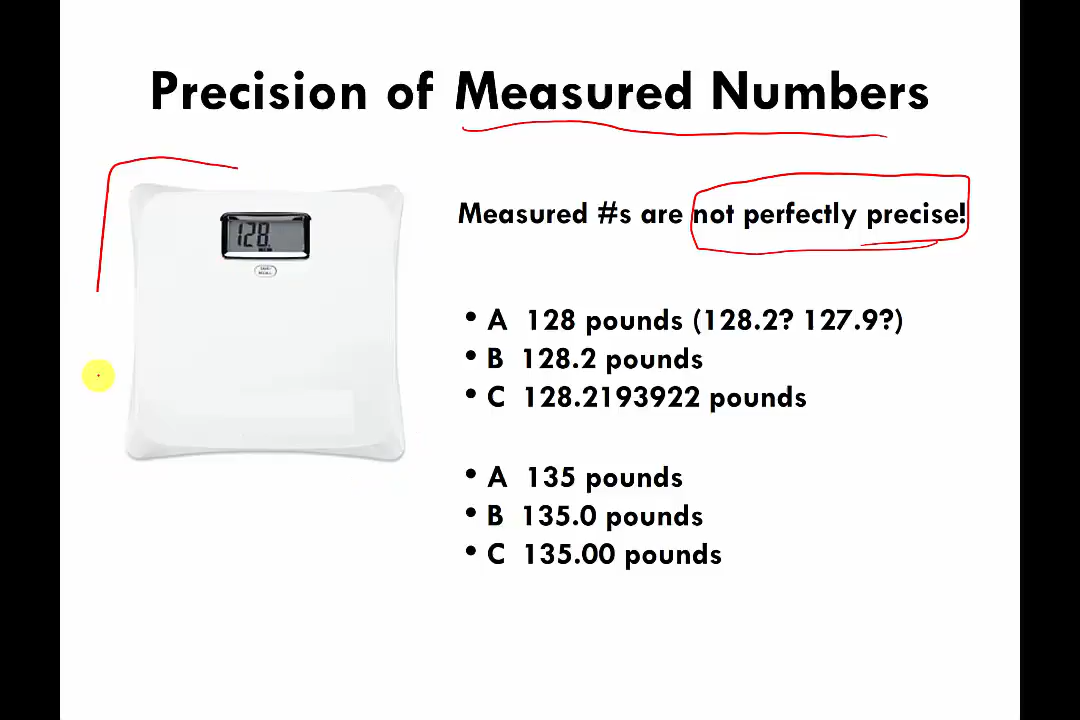 Precision of Measured Numbers
128.
Measured #s are not perfectly precise!
• A 128 pounds (128.2? 127.9?)
• B 128.2 pounds
• C 128.2193922 pounds
• A 135 pounds
• B 135.0 pounds
• C 135.00 pounds